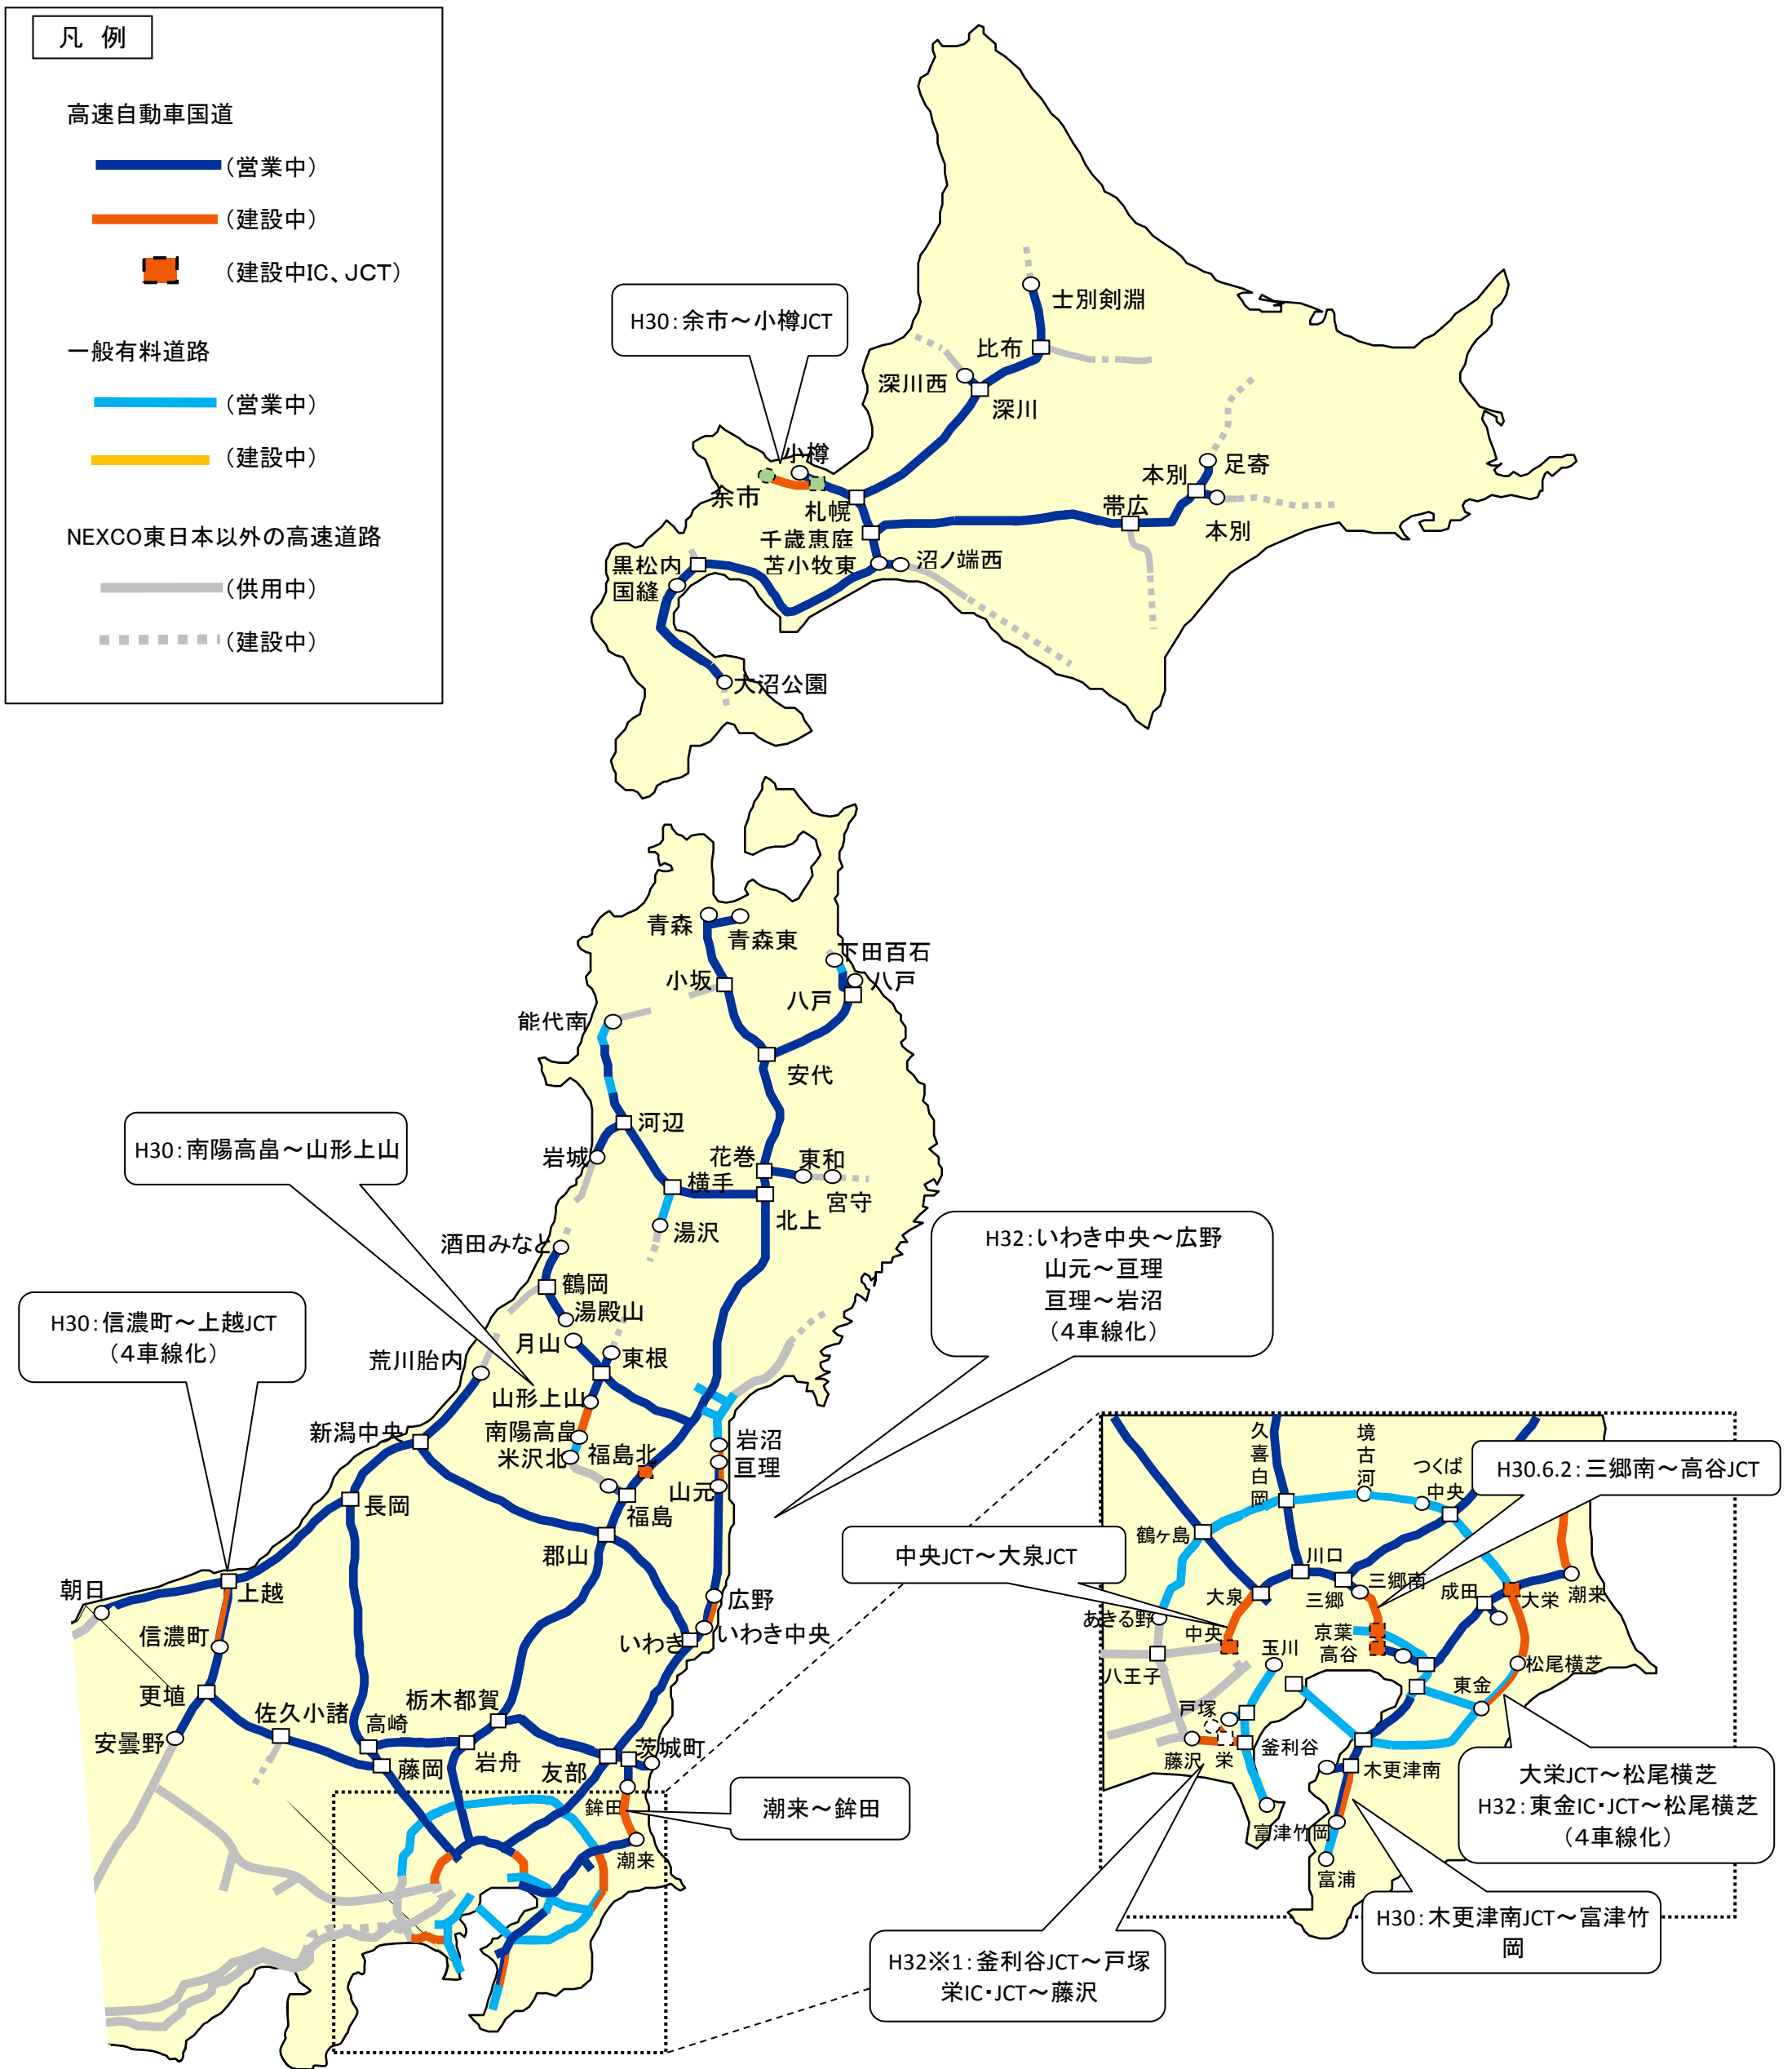 凡 例
高速自動車国道
(営業中)
(建設中)
(建設中IC、JCT)
一般有料道路
(営業中)
(建設中)
NEXCO東日本以外の高速道路
(供用中)
(建設中)
H30:余市~小樽JCT
士別剣淵
比布
深川西
深川
小樽
余市
札幌
千歳恵庭
苫小牧東
沼ノ端西
本別
足寄
帯広
本別
黒松内
国縫
大沼公園
青森
青森東
下田百石
八戸
小坂
八戸
能代南
安代
河辺
岩城
花巻
東和
横手
宮守
北上
湯沢
H30:南陽高畠~山形上山
酒田みなと
鶴岡
湯殿山
月山
東根
H32:いわき中央~広野
山元~亘理
亘理~岩沼
(4車線化)
H30:信濃町~上越JCT
(4車線化)
荒川胎内
山形上山
新潟中央
南陽高畠
米沢北
福島北
岩沼
亘理
山元
福島
長岡
郡山
朝日
上越
広野
信濃町
いわき
いわき中央
更埴
佐久小諸
栃木都賀
安曇野
高崎
藤岡
岩舟
友部
茨城町
鉾田
潮来
潮来~鉾田
中央JCT~大泉JCT
久喜白岡
境古河
つくば
中央
H30.6.2:三郷南~高谷JCT
鶴ヶ島
川口
大泉
三郷
三郷南
成田
大栄
潮来
あきる野
中央
玉川
京葉
高谷
八王子
松尾横芝
東金
戸塚
藤沢
栄
釜利谷
木更津南
富津竹岡
富浦
大栄JCT~松尾横芝
H32:東金IC・JCT~松尾横芝
(4車線化)
H30:木更津南JCT~富津竹
岡
H32※1:釜利谷JCT~戸塚
栄IC・JCT~藤沢